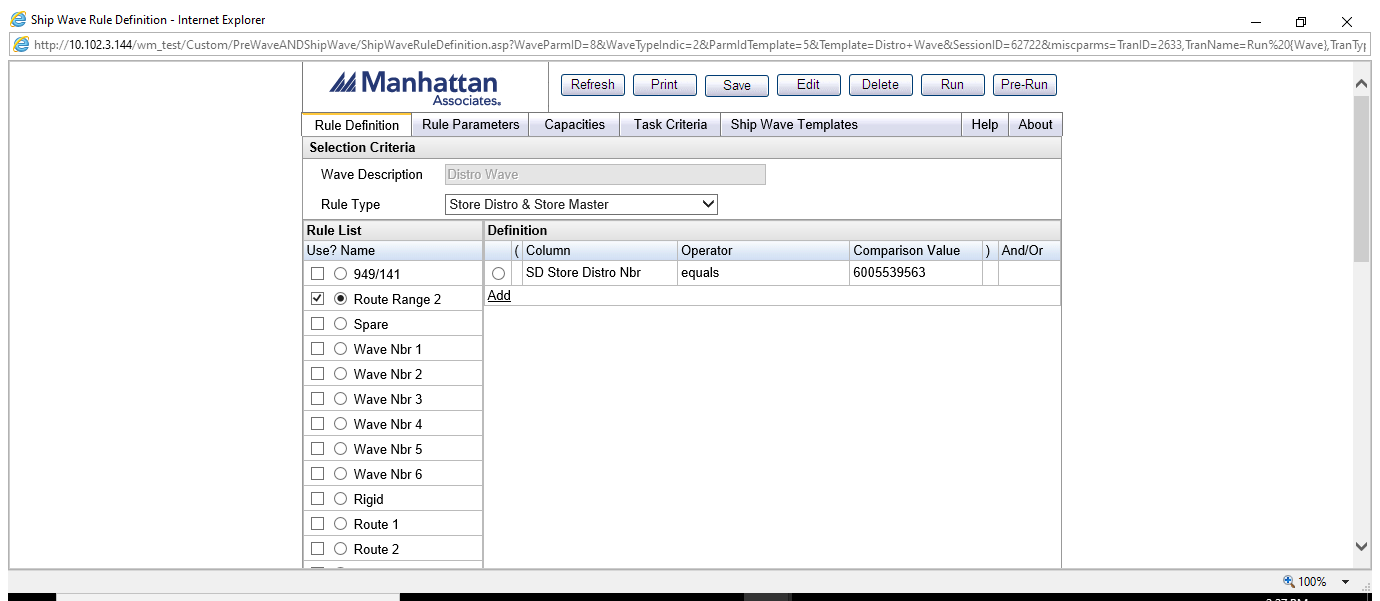 Ship Wave Rule Definition - Internet Explorer
http://10.102.3.144/wm_test/Custom/PreWaveANDShipWave/ShipWaveRuleDefinition.asp?WaveParmID=8&WaveTypeIndic=2&ParmIdTemplate=5&Template=Distro+Wave&SessionID=62722&miscparms=TranID=2633,TranName=Run%20{Wave},TranTyp
Manhattan Associates. Refresh Print Save Edit Delete Run Pre-Run
Rule Definition Rule Parameters Capacities Task Criteria Ship Wave Templates Help About
Selection Criteria
Wave Description Distro Wave
Rule Type Store Distro & Store Master
Rule List Definition
Use? Name ( Column Operator Comparison Value ) And/Or
949/141 SD Store Distro Nbr equals 6005539563
Route Range 2 Add
Spare
Wave Nbr 1
Wave Nbr 2
Wave Nbr 3
Wave Nbr 4
Wave Nbr 5
Wave Nbr 6
Rigid
Route 1
Route 2
100%